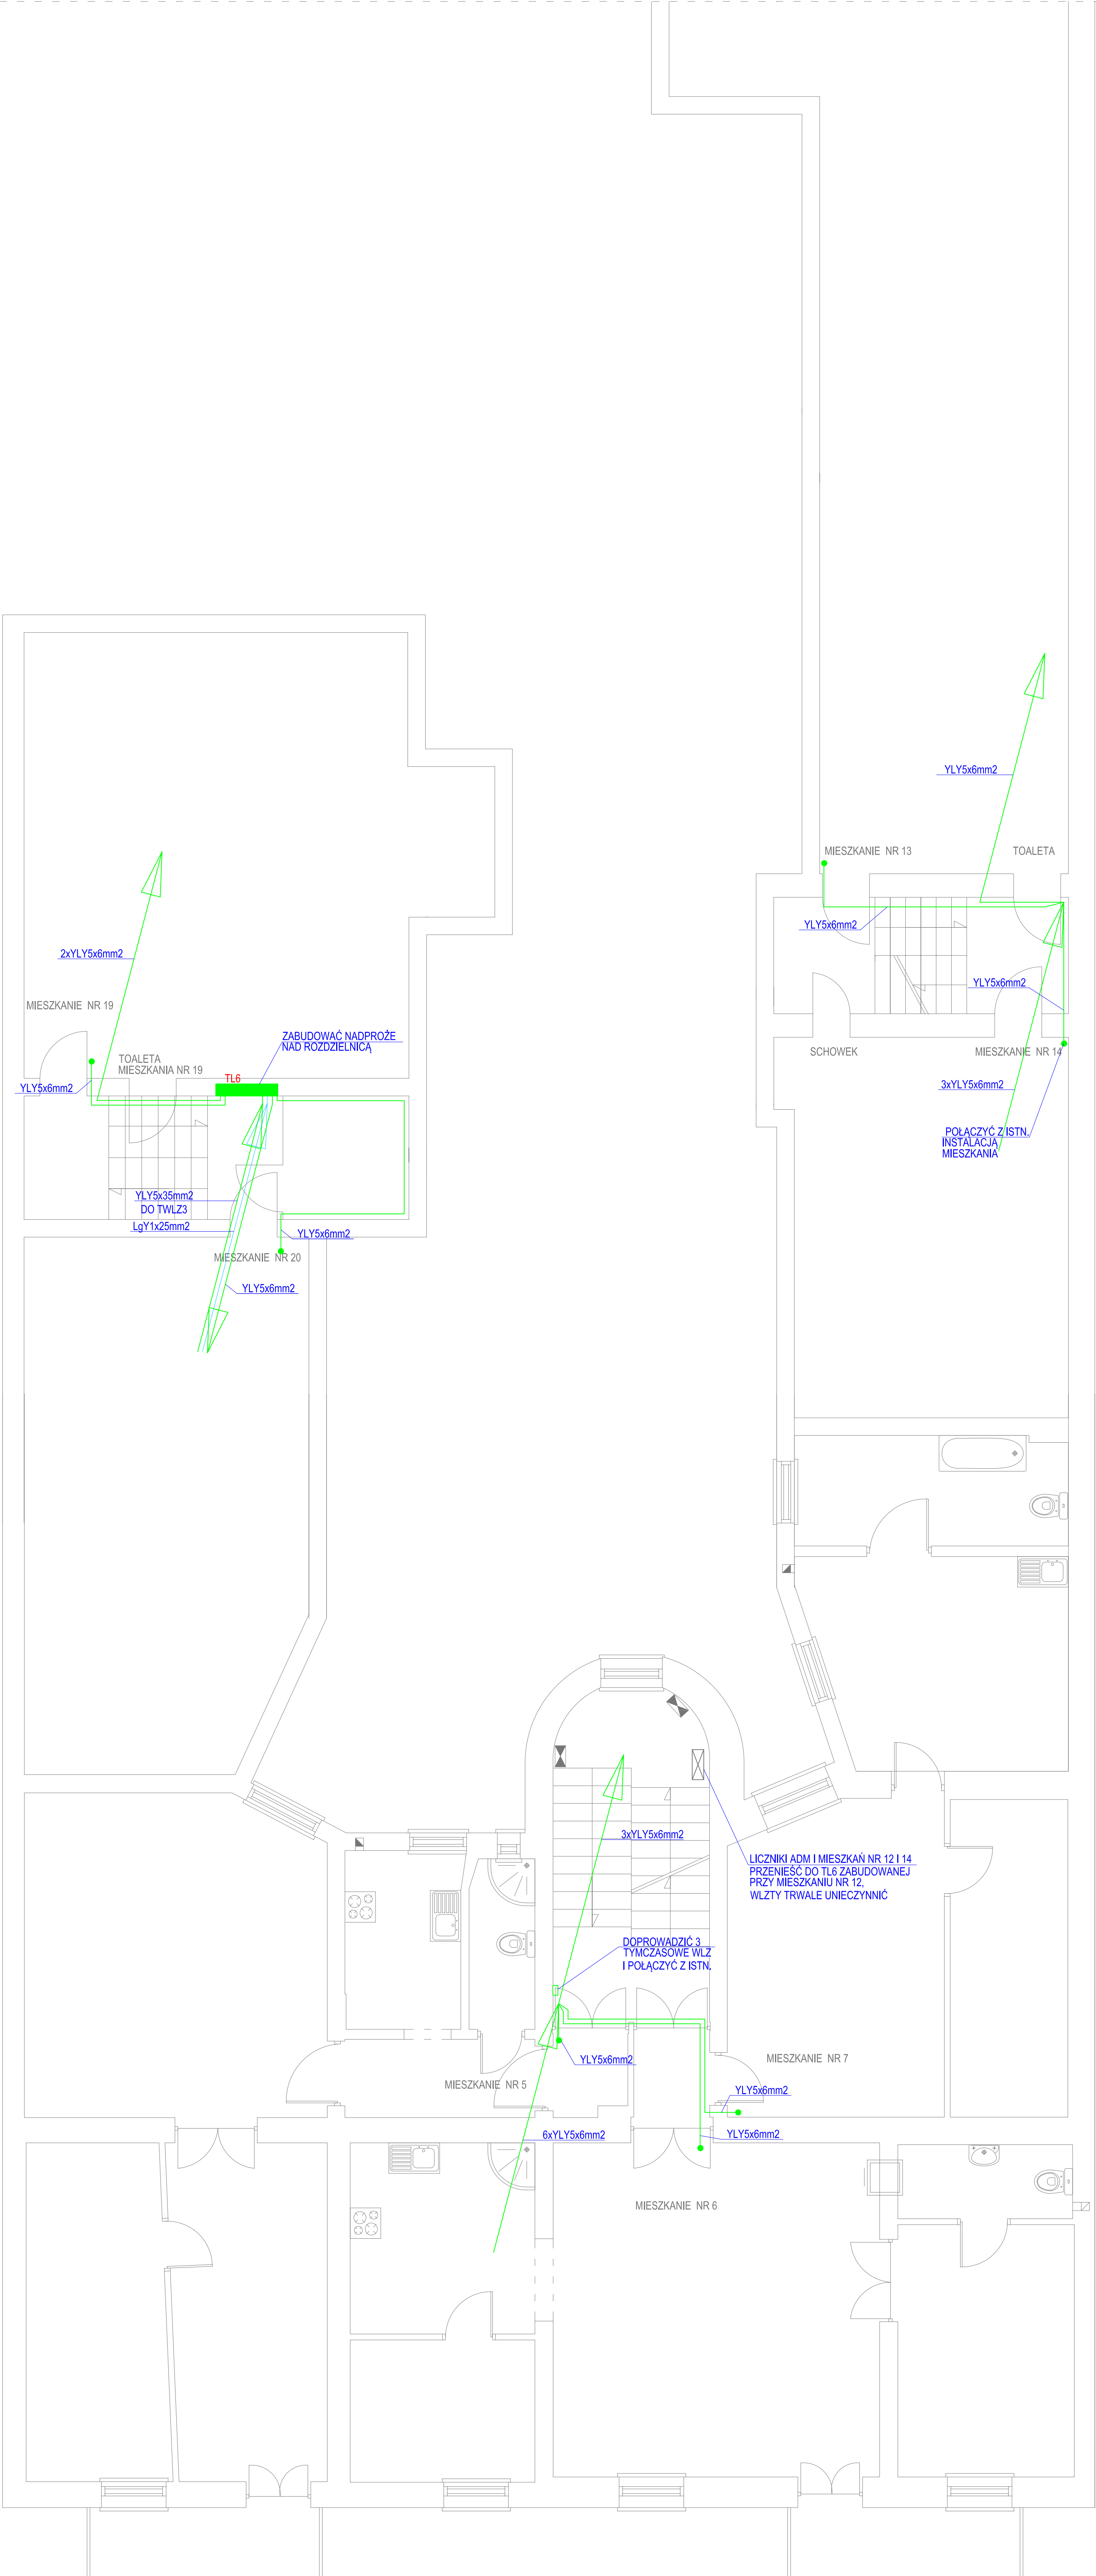 YLY5x6mm2
MIESZKANIE NR 13
TOALETA
YLY5x6mm2
2xYLY5x6mm2
YLY5x6mm2
MIESZKANIE NR 19
ZABUDOWAĆ NADPROŻE
NAD ROZDZIELNICĄ
SCHOWEK
MIESZKANIE NR 14
TOALETA
MIESZKANIA NR 19
TL6
YLY5x6mm2
3xYLY5x6mm2
POŁĄCZYĆ Z ISTN.
INSTALACJĄ
MIESZKANIA
YLY5x35mm2
DO TWLZ3
LgY1x25mm2
YLY5x6mm2
MIESZKANIE NR 20
YLY5x6mm2
3xYLY5x6mm2
LICZNIKI ADM I MIESZKAŃ NR 12 I 14
PRZENIEŚĆ DO TL6 ZABUDOWANEJ
PRZY MIESZKANIU NR 12,
WLZTY TRWALE UNIECZYNNIĆ
DOPROWADZIĆ 3
TYMCZASOWE WLZ
I POŁĄCZYĆ Z ISTN.
YLY5x6mm2
MIESZKANIE NR 7
MIESZKANIE NR 5
YLY5x6mm2
6xYLY5x6mm2
YLY5x6mm2
MIESZKANIE NR 6